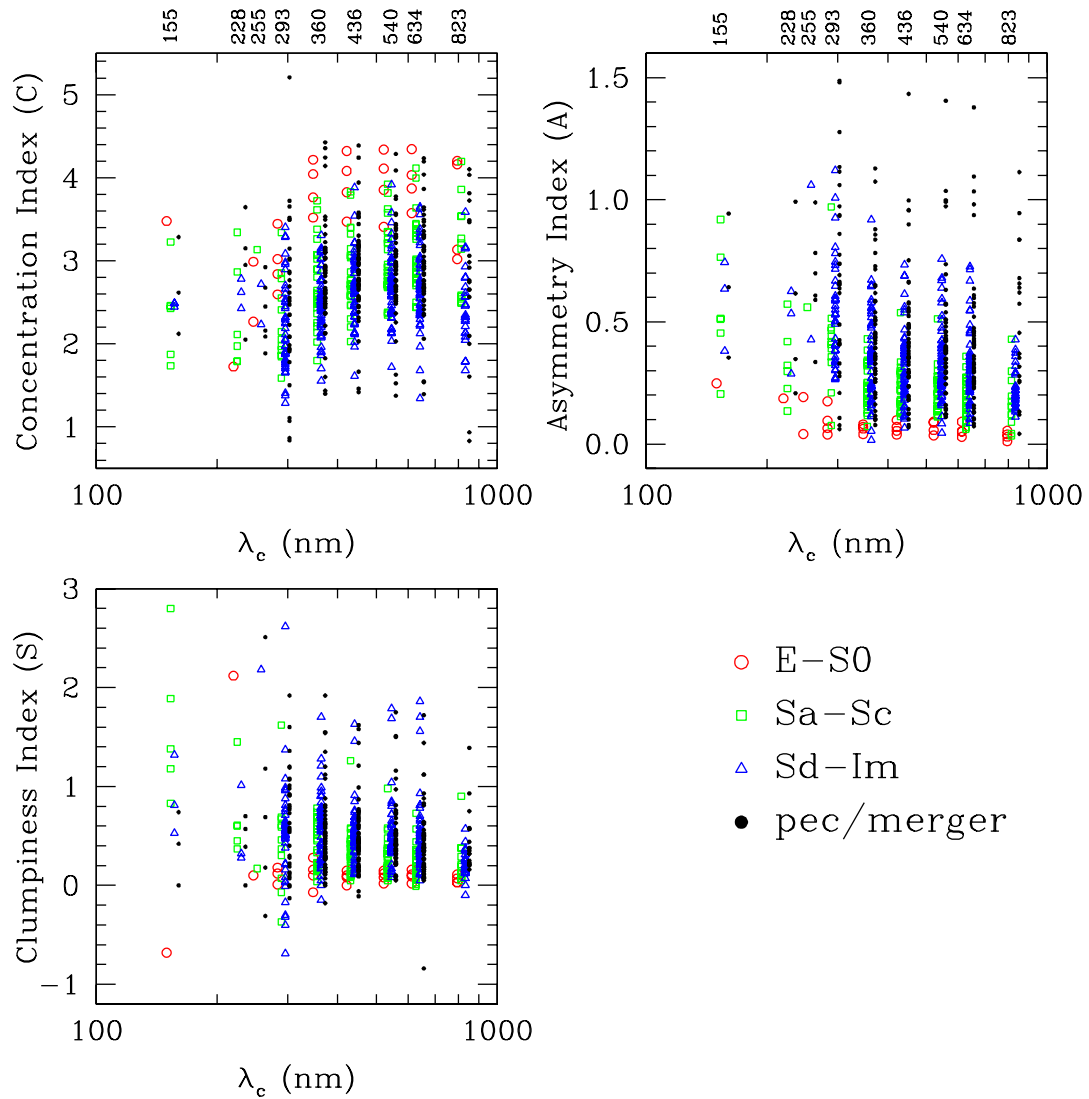 155 228 255 293 360 436 540 634 823
Concentration Index (C)
5
4
3
2
1
100 1000
λc (nm)
155 228 255 293 360 436 540 634 823
Asymmetry Index (A)
1.5
1.0
0.5
0.0
100 1000
λc (nm)
Clumpiness Index (S)
3
2
1
0
−1
100 1000
λc (nm)
E−S0
Sa−Sc
Sd−Im
pec/merger